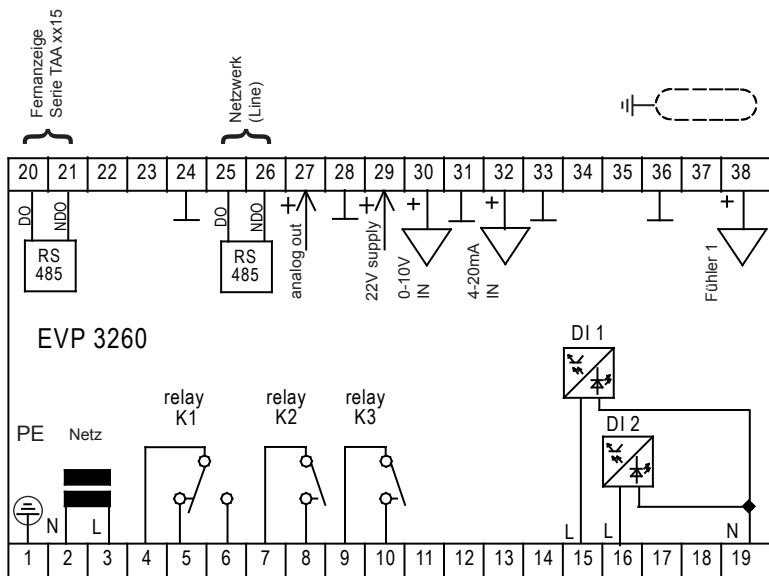 Fernanzeige
Serie TAA xx15
Netzwerk
(Line)
20 21 22 23 24 25 26 27 28 29 30 31 32 33 34 35 36 37 38
DO
NDO
RS
485
DO
NDO
RS
485
+
analog out
+
22V supply
+
0-10V
IN
+
4-20mA
IN
+
Fühler 1
EVP 3260
DI 1
DI 2
relay
K1
relay
K2
relay
K3
PE
Netz
N
L
L
L
N
1 2 3 4 5 6 7 8 9 10 11 12 13 14 15 16 17 18 19